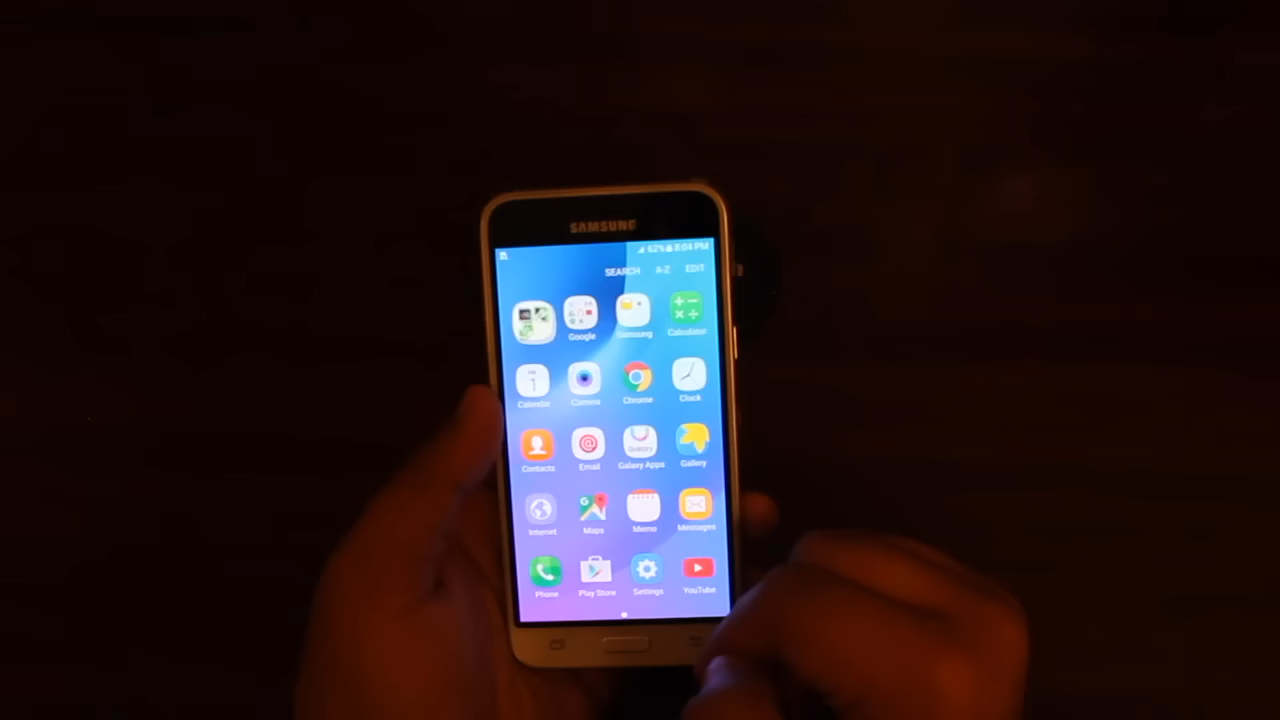 SAMSUNG
62% 8:04 PM
SEARCH A-Z EDIT
Google Samsung Calculator
1
Calendar Camera Chrome Clock
Contacts Email Galaxy Apps Gallery
Internet Maps Memo Messages
Phone Play Store Settings YouTube